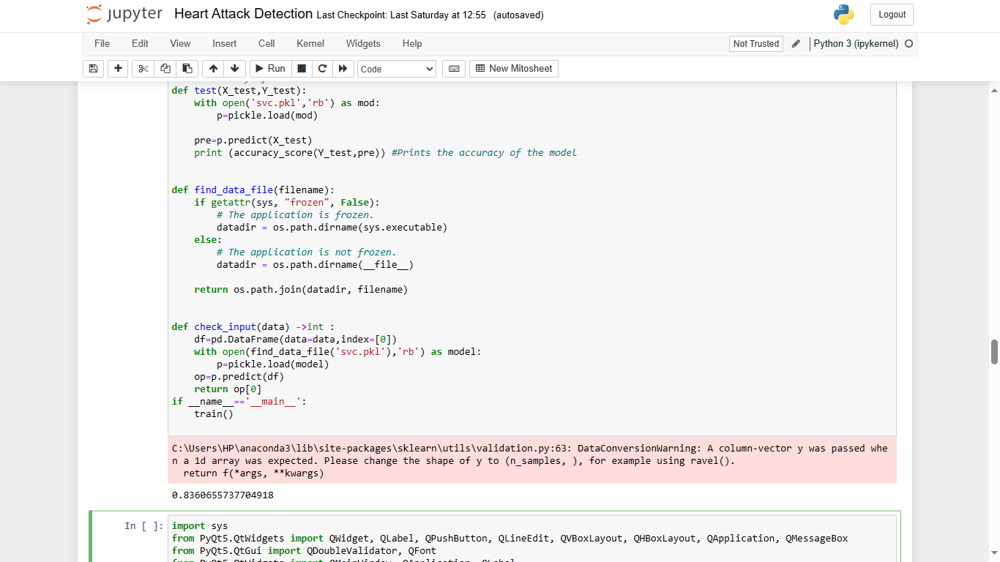 jupyter Heart Attack Detection Last Checkpoint: Last Saturday at 12:55 (autosaved)
Logout
File Edit View Insert Cell Kernel Widgets Help
Not Trusted Python 3 (ipykernel)
Run Code New Mitosheet
def test(X_test,Y_test):
    with open('svc.pkl','rb') as mod:
        p=pickle.load(mod)
    pre=p.predict(X_test)
    print (accuracy_score(Y_test,pre)) #Prints the accuracy of the model
def find_data_file(filename):
    if getattr(sys, "frozen", False):
        # The application is frozen.
        datadir = os.path.dirname(sys.executable)
    else:
        # The application is not frozen.
        datadir = os.path.dirname(__file__)
    return os.path.join(datadir, filename)
def check_input(data) ->int :
    df=pd.DataFrame(data=data,index=[0])
    with open(find_data_file('svc.pkl'),'rb') as model:
        p=pickle.load(model)
    op=p.predict(df)
    return op[0]
if __name__=='__main__':
    train()
C:\Users\HP\anaconda3\lib\site-packages\sklearn\utils\validation.py:63: DataConversionWarning: A column-vector y was passed whe
n a 1d array was expected. Please change the shape of y to (n_samples, ), for example using ravel().
  return f(*args, **kwargs)
0.8360655737704918
In [ ]: import sys
from PyQt5.QtWidgets import QWidget, QLabel, QPushButton, QLineEdit, QVBoxLayout, QHBoxLayout, QApplication, QMessageBox
from PyQt5.QtGui import QDoubleValidator, QFont
from PyQt5.QtWidgets import QMainWindow, QApplication, QLabel